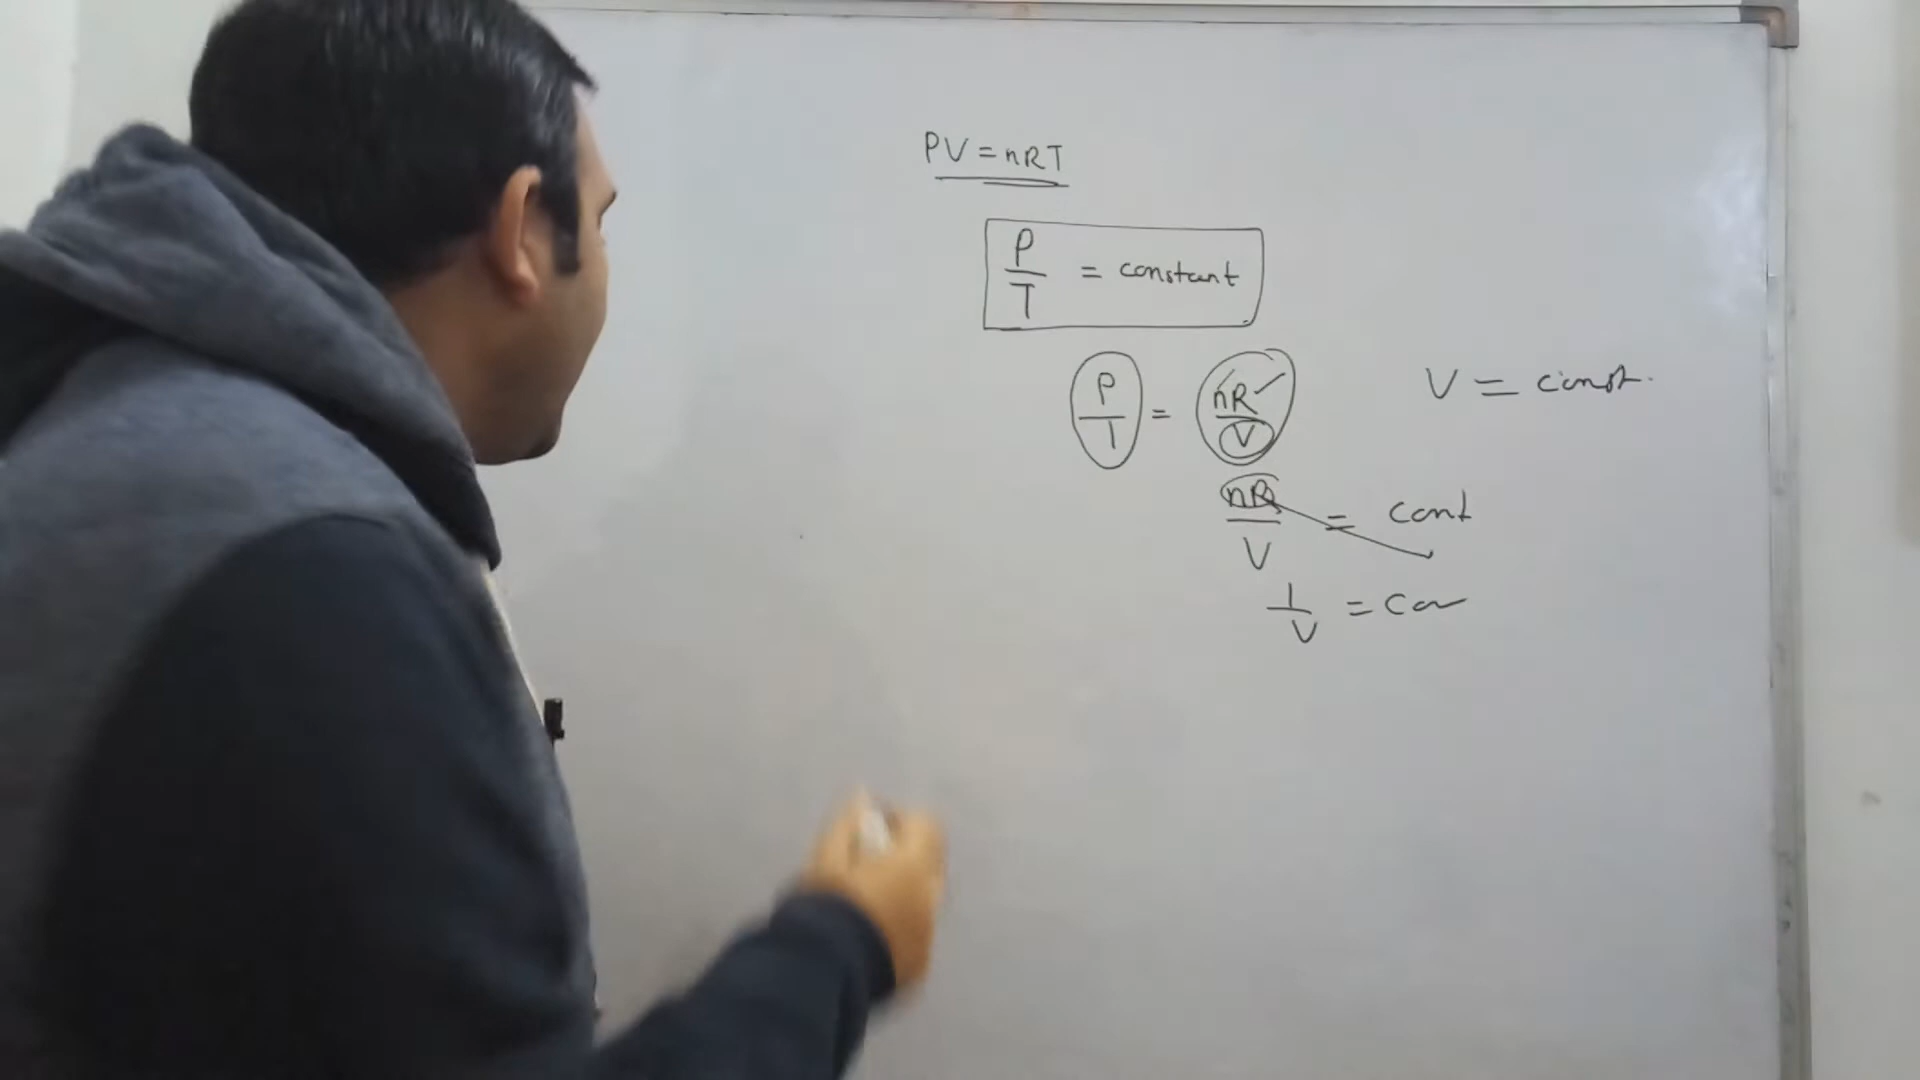 PV = nRT
P/T = constant
P/T = nR/V
V = const.
nR/V = cont
1/V = Con